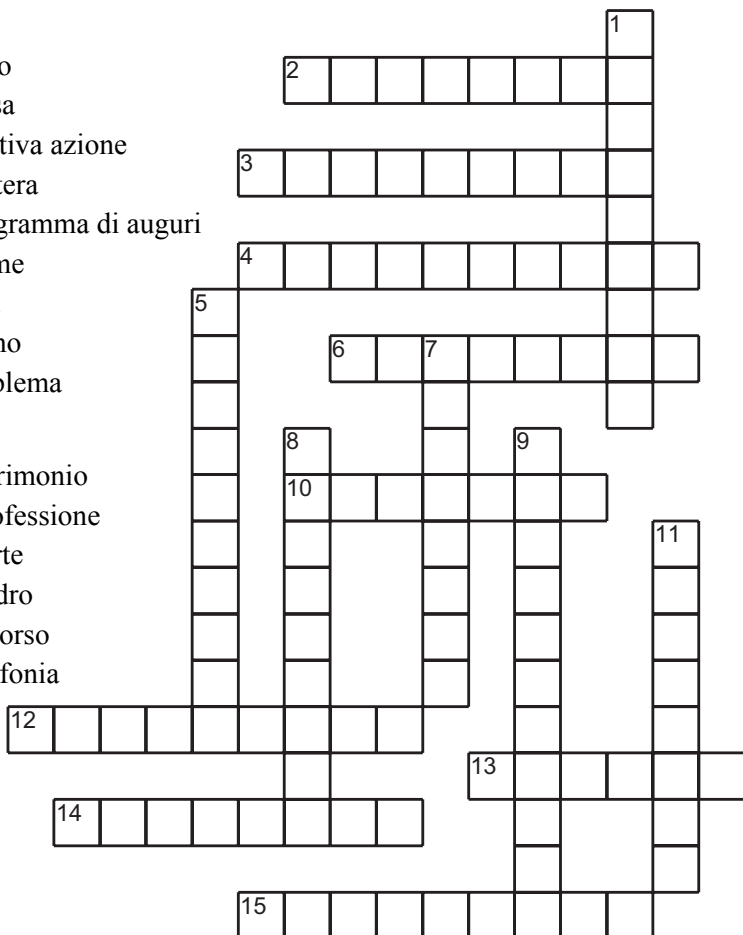 o
sa
tiva azione
tera
gramma di auguri
me
no
blema
rimonio
ofessione
rte
dro
orso
fonia
1
2
3
4
5
6 7
8 9
10
11
12
13
14
15